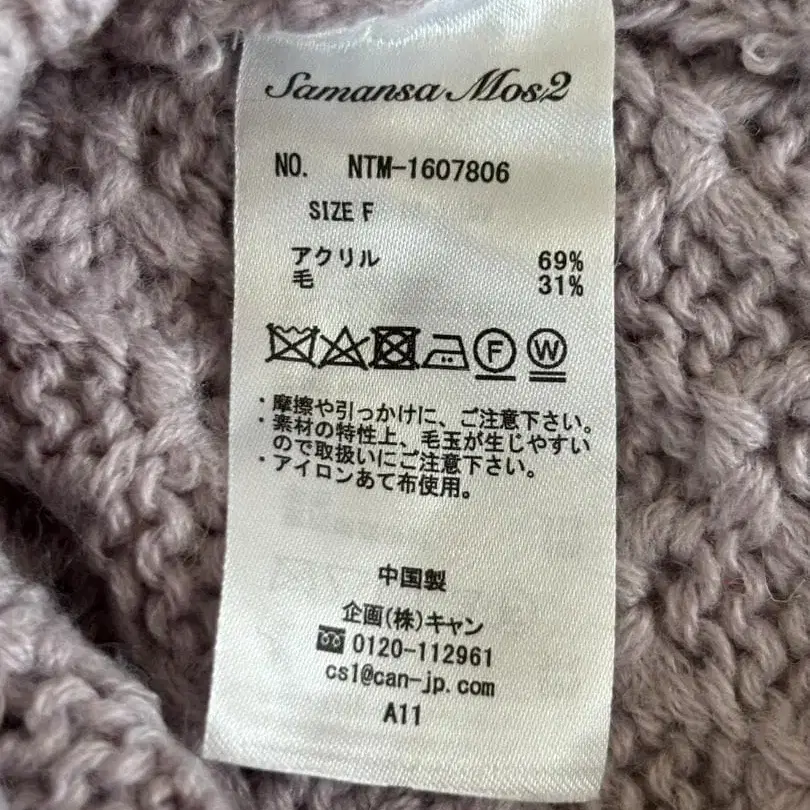 Samansa Mos2
NO. NTM-1607806
SIZE F
アクリル 69%
毛 31%
F W
・摩擦や引っかけに、ご注意下さい。
・素材の特性上、毛玉が生じやすい
ので取扱いにご注意下さい。
・アイロンあて布使用。
中国製
企画(株)キャン
0120-112961
cs1@can-jp.com
A11